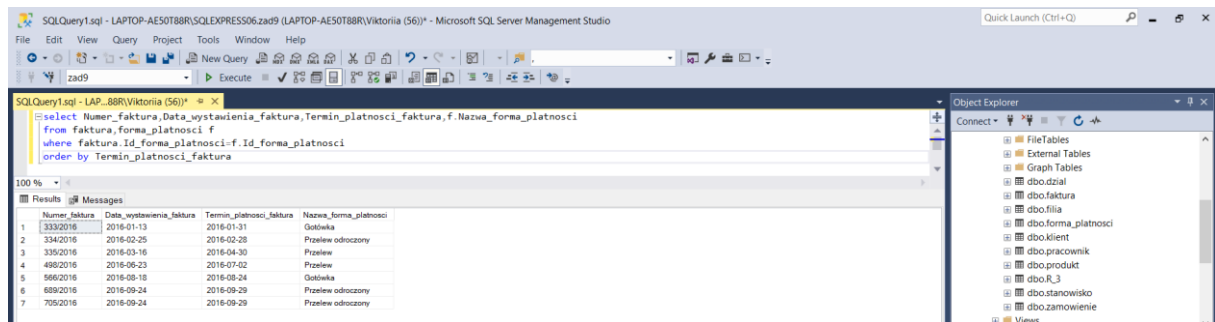 SQLQuery1.sql - LAPTOP-AE50T88R\SQLEXPRESS06.zad9 (LAPTOP-AE50T88R\Viktoriia (56))* - Microsoft SQL Server Management Studio
Quick Launch (Ctrl+Q)
File Edit View Query Project Tools Window Help
New Query
zad9 Execute
SQLQuery1.sql - LAP...88R\Viktoriia (56))*
select Numer_faktura,Data_wystawienia_faktura,Termin_platnosci_faktura,f.Nazwa_forma_platnosci
from faktura,forma_platnosci f
where faktura.Id_forma_platnosci=f.Id_forma_platnosci
order by Termin_platnosci_faktura
100 %
Results Messages
Numer_faktura Data_wystawienia_faktura Termin_platnosci_faktura Nazwa_forma_platnosci
1 333/2016 2016-01-13 2016-01-31 Gotówka
2 334/2016 2016-02-25 2016-02-28 Przelew odroczony
3 335/2016 2016-03-16 2016-04-30 Przelew
4 498/2016 2016-06-23 2016-07-02 Przelew
5 566/2016 2016-08-18 2016-08-24 Gotówka
6 689/2016 2016-09-24 2016-09-29 Przelew odroczony
7 705/2016 2016-09-24 2016-09-29 Przelew odroczony
Object Explorer
Connect
FileTables
External Tables
Graph Tables
dbo.dzial
dbo.faktura
dbo.filia
dbo.forma_platnosci
dbo.klient
dbo.pracownik
dbo.produkt
dbo.R_3
dbo.stanowisko
dbo.zamowienie
Views